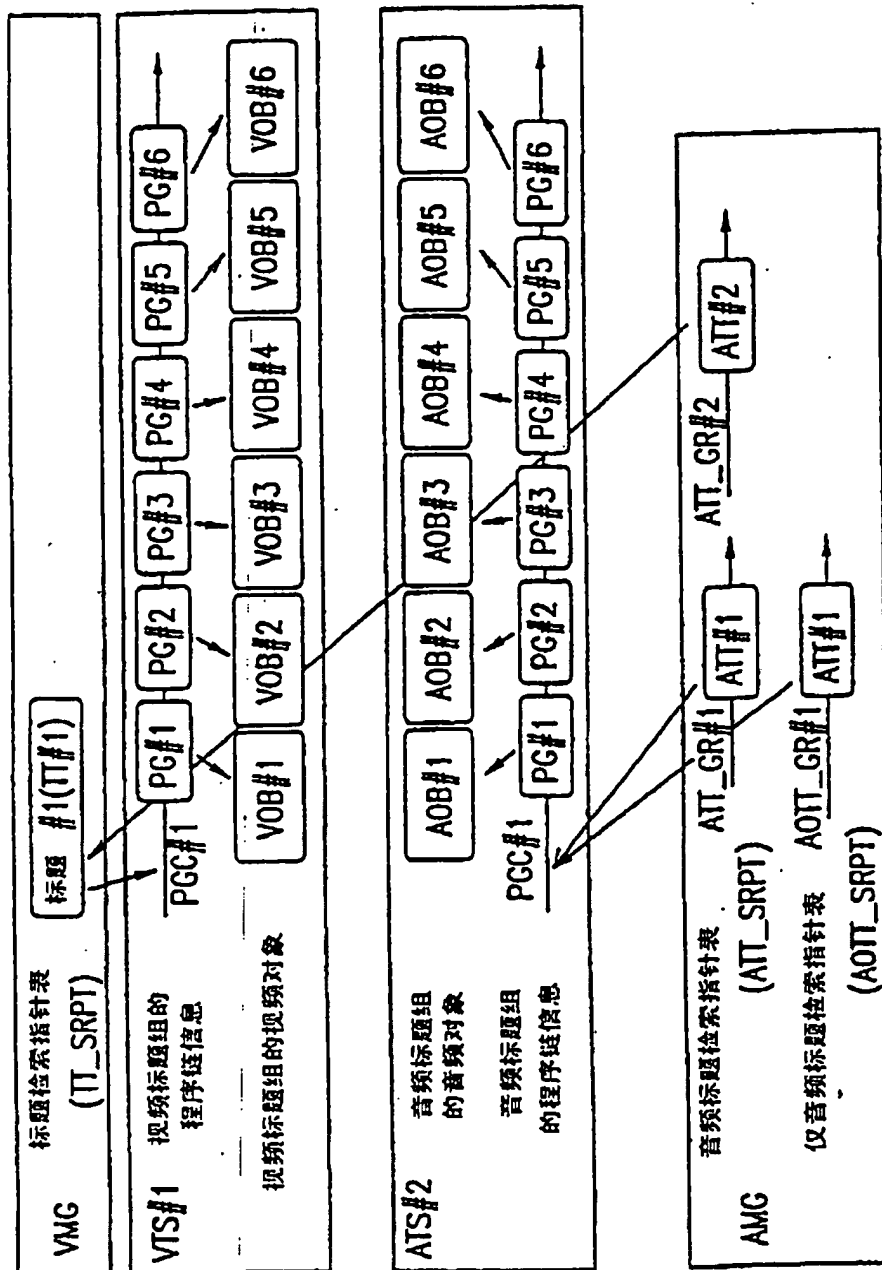 VMG
标题检索指针表
(TT_SRPT)
标题 #1(TT#1)
VTS#1
视频标题组的
程序链信息
PGC#1
PG#1
PG#2
PG#3
PG#4
PG#5
PG#6
视频标题组的视频对象
VOB#1
VOB#2
VOB#3
VOB#4
VOB#5
VOB#6
ATS#2
音频标题组
的音频对象
AOB#1
AOB#2
AOB#3
AOB#4
AOB#5
AOB#6
音频标题组
的程序链信息
PGC#1
PG#1
PG#2
PG#3
PG#4
PG#5
PG#6
AMG
音频标题检索指针表
(ATT_SRPT)
ATT_GR#1
ATT#1
ATT_GR#2
ATT#2
仅音频标题检索指针表
(AOTT_SRPT)
AOTT_GR#1
ATT#1